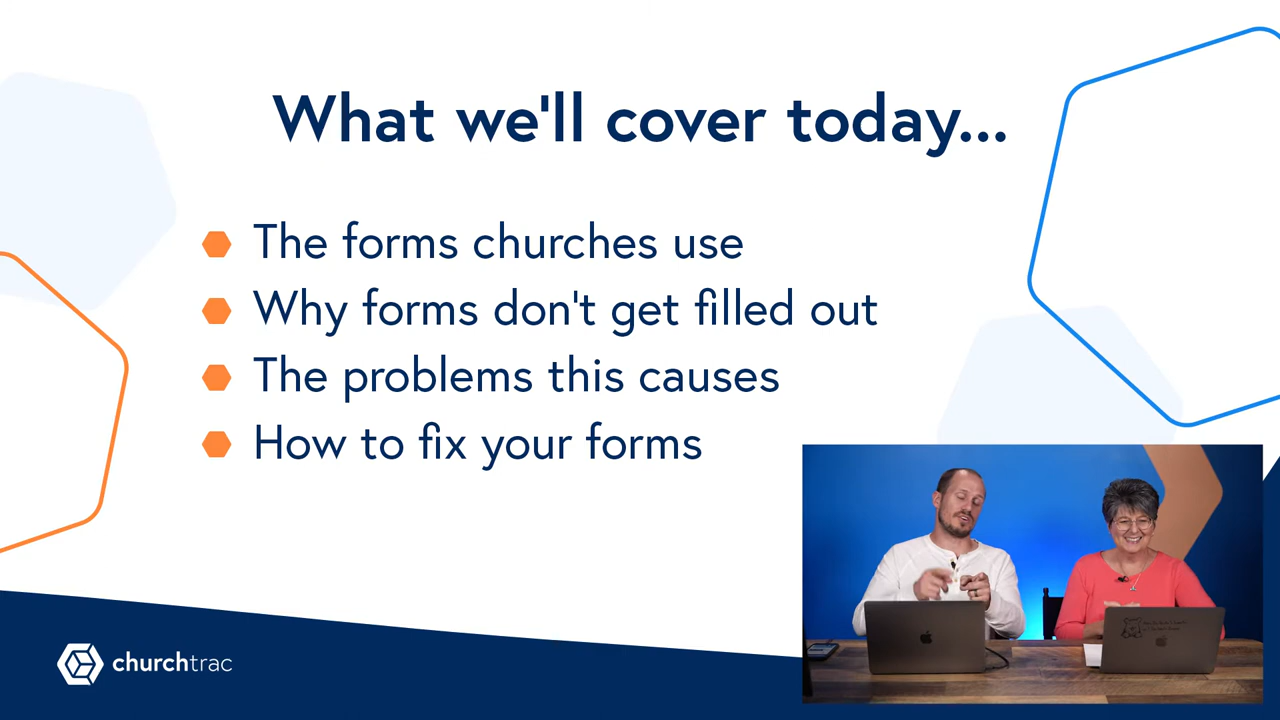 What we'll cover today...
The forms churches use
Why forms don't get filled out
The problems this causes
How to fix your forms
churchtrac